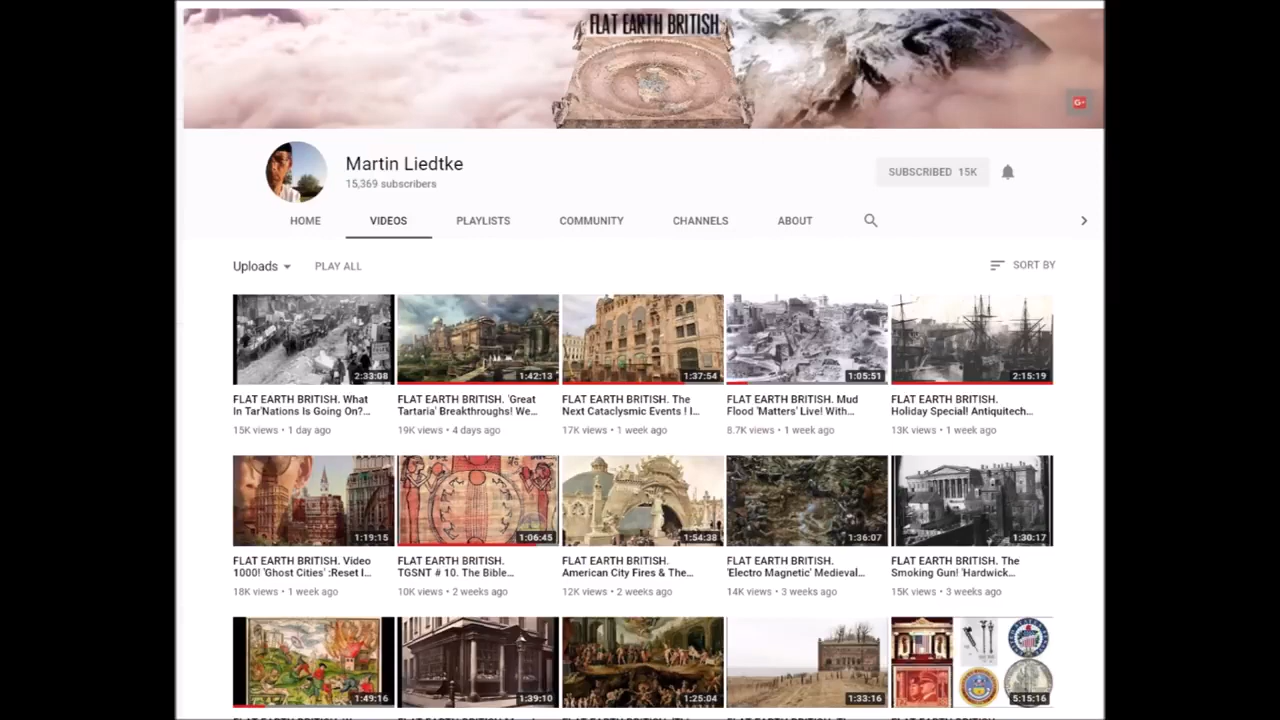 FLAT EARTH BRITISH
G+
Martin Liedtke
15,369 subscribers
SUBSCRIBED 15K
HOME VIDEOS PLAYLISTS COMMUNITY CHANNELS ABOUT
Uploads PLAY ALL SORT BY
2:33:08 1:42:13 1:37:54 1:05:51 2:15:19
FLAT EARTH BRITISH. What
In Tar'Nations Is Going On?...
15K views • 1 day ago
FLAT EARTH BRITISH. 'Great
Tartaria' Breakthroughs! We...
19K views • 4 days ago
FLAT EARTH BRITISH. The
Next Cataclysmic Events ! I...
17K views • 1 week ago
FLAT EARTH BRITISH. Mud
Flood 'Matters' Live! With...
8.7K views • 1 week ago
FLAT EARTH BRITISH.
Holiday Special! Antiquitech...
13K views • 1 week ago
1:19:15 1:06:45 1:54:38 1:36:07 1:30:17
FLAT EARTH BRITISH. Video
1000! 'Ghost Cities' :Reset I...
18K views • 1 week ago
FLAT EARTH BRITISH.
TGSNT # 10. The Bible...
10K views • 2 weeks ago
FLAT EARTH BRITISH.
American City Fires & The...
12K views • 2 weeks ago
FLAT EARTH BRITISH.
'Electro Magnetic' Medieval...
14K views • 3 weeks ago
FLAT EARTH BRITISH. The
Smoking Gun! 'Hardwick...
15K views • 3 weeks ago
1:49:16 1:39:10 1:25:04 1:33:16 5:15:16